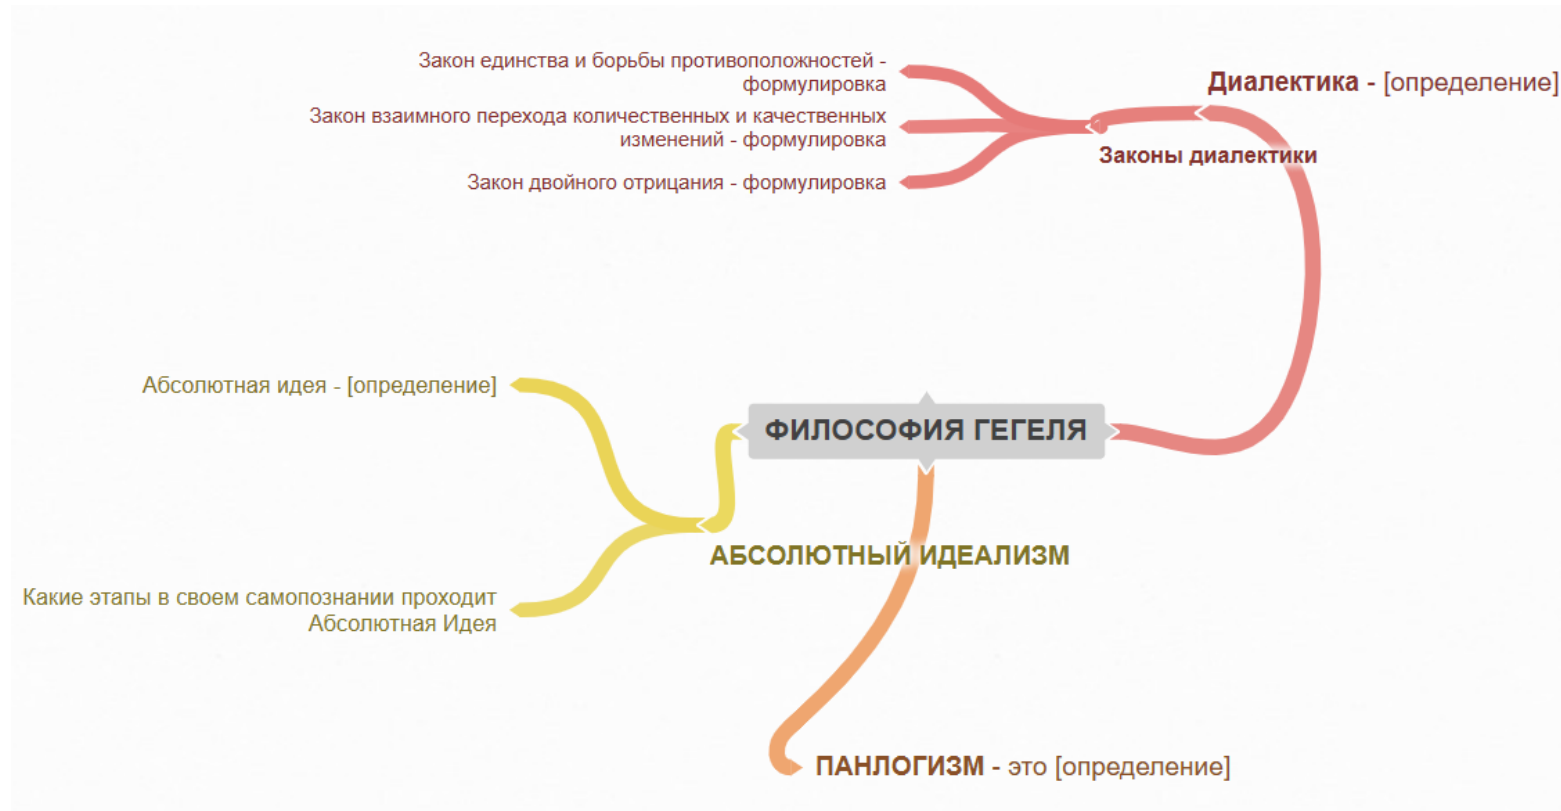 Закон единства и борьбы противоположностей -
формулировка
Диалектика - [определение]
Закон взаимного перехода количественных и качественных
изменений - формулировка
Законы диалектики
Закон двойного отрицания - формулировка
Абсолютная идея - [определение]
ФИЛОСОФИЯ ГЕГЕЛЯ
АБСОЛЮТНЫЙ ИДЕАЛИЗМ
Какие этапы в своем самопознании проходит
Абсолютная Идея
ПАНЛОГИЗМ - это [определение]